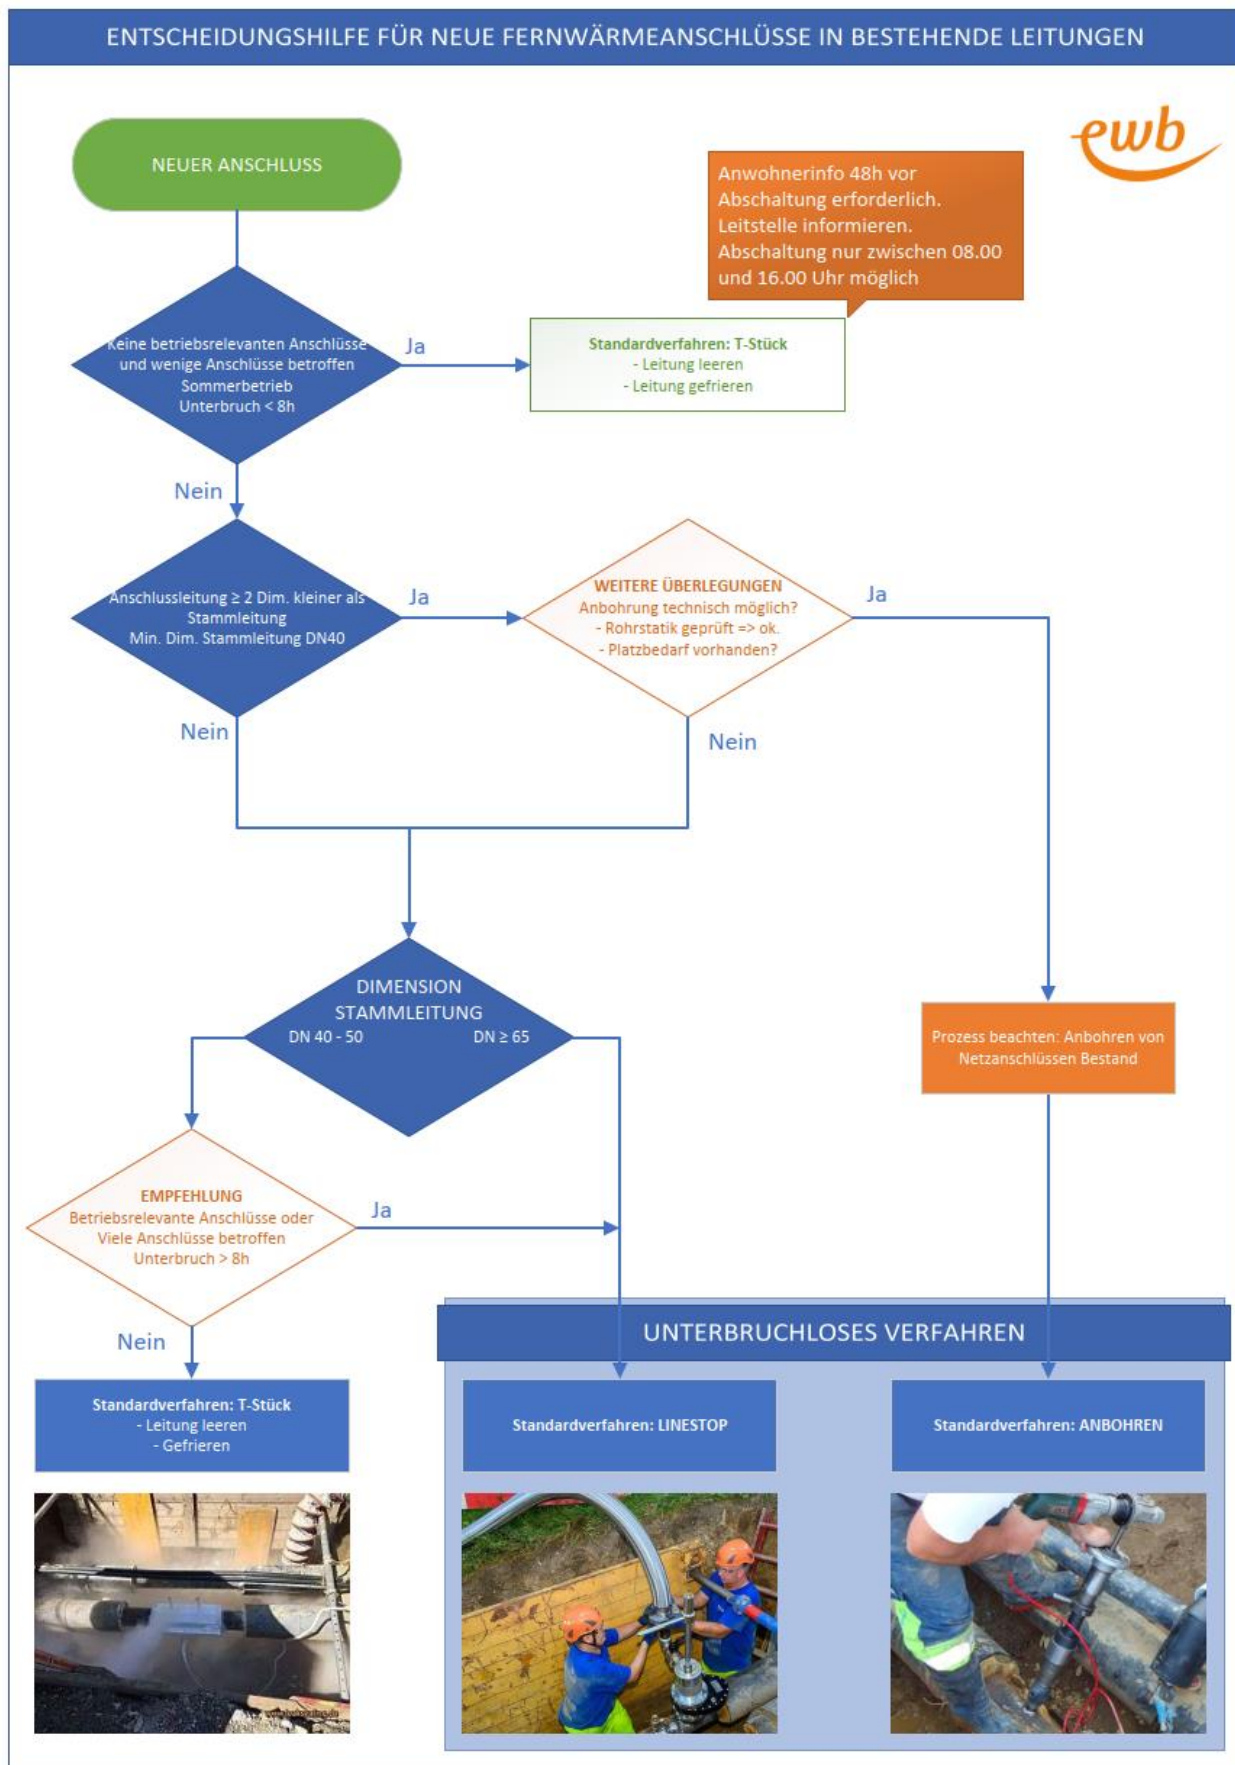 ENTSCHEIDUNGSHILFE FÜR NEUE FERNWÄRMEANSCHLÜSSE IN BESTEHENDE LEITUNGEN
ewb
NEUER ANSCHLUSS
Anwohnerinfo 48h vor
Abschaltung erforderlich.
Leitstelle informieren.
Abschaltung nur zwischen 08.00
und 16.00 Uhr möglich
Keine betriebsrelevanten Anschlüsse
und wenige Anschlüsse betroffen
Sommerbetrieb
Unterbruch < 8h
Ja
Standardverfahren: T-Stück
- Leitung leeren
- Leitung gefrieren
Nein
Anschlussleitung ≥ 2 Dim. kleiner als
Stammleitung
Min. Dim. Stammleitung DN40
Ja
WEITERE ÜBERLEGUNGEN
Anbohrung technisch möglich?
- Rohrstatik geprüft => ok.
- Platzbedarf vorhanden?
Ja
Nein
Nein
DIMENSION
STAMMLEITUNG
DN 40 - 50
DN ≥ 65
Prozess beachten: Anbohren von
Netzanschlüssen Bestand
EMPFEHLUNG
Betriebsrelevante Anschlüsse oder
Viele Anschlüsse betroffen
Unterbruch > 8h
Ja
Nein
UNTERBRUCHLOSES VERFAHREN
Standardverfahren: T-Stück
- Leitung leeren
- Gefrieren
Standardverfahren: LINESTOP
Standardverfahren: ANBOHREN